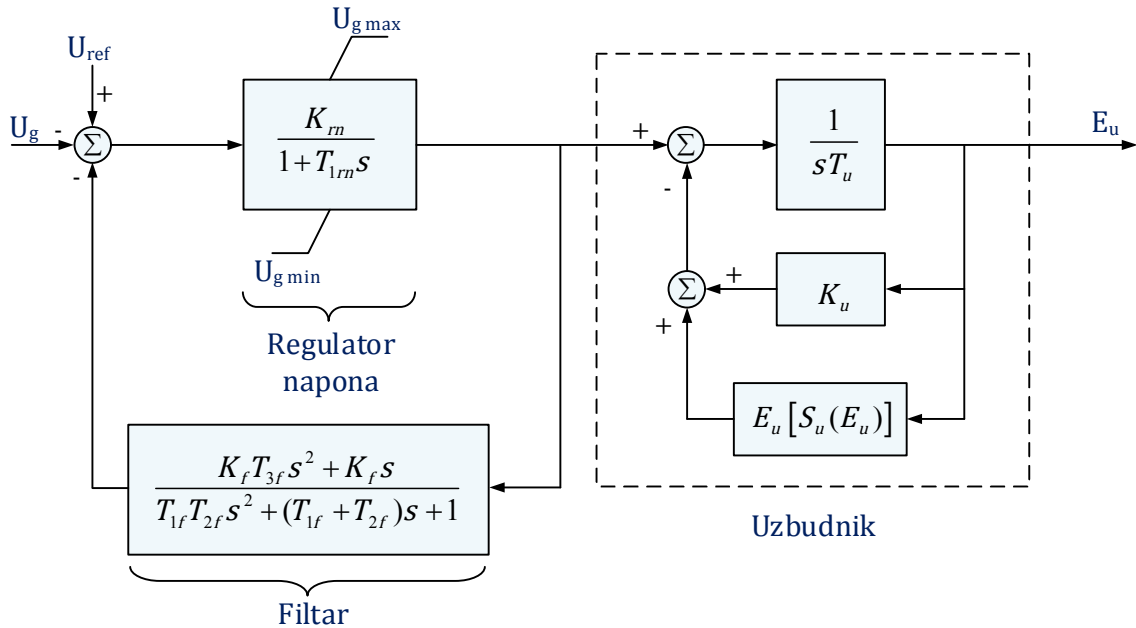 U_g max
U_ref
+
U_g
-
Σ
-
K_rn
1+T_1rn s
U_g min
Regulator
napona
K_f T_3f s^2 + K_f s
T_1f T_2f s^2 + (T_1f + T_2f)s + 1
Filtar
+
Σ
-
1
sT_u
E_u
Σ
+
+
K_u
E_u [S_u(E_u)]
Uzbudnik